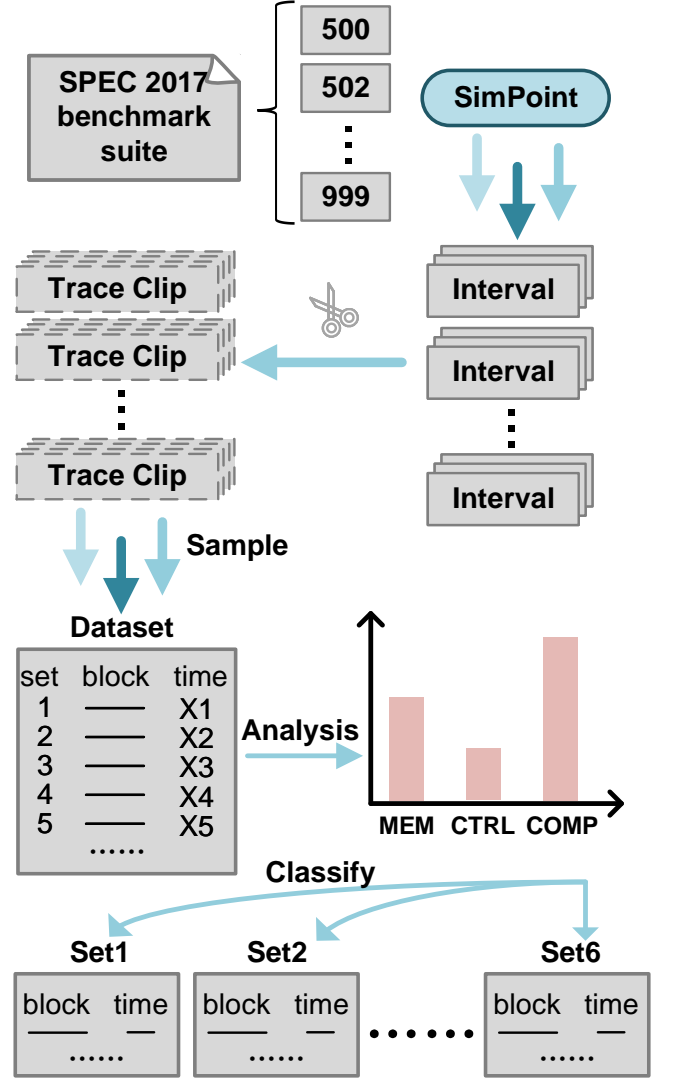 SPEC 2017
benchmark
suite
500
502
999
SimPoint
Interval
Interval
Interval
Trace Clip
Trace Clip
Trace Clip
Sample
Dataset
set block time
1 X1
2 X2
3 X3
4 X4
5 X5
......
Analysis
MEM CTRL COMP
Classify
Set1 Set2 Set6
block time block time block time
...... ...... ......